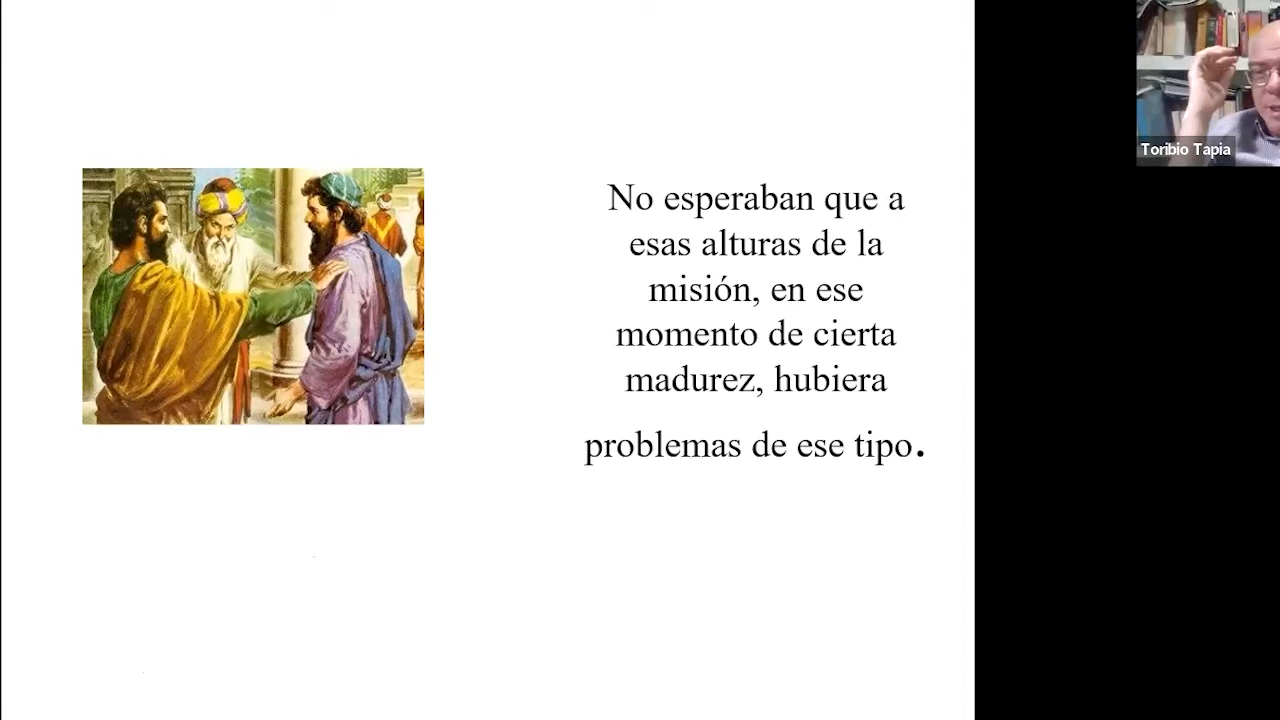 No esperaban que a
esas alturas de la
misión, en ese
momento de cierta
madurez, hubiera
problemas de ese tipo.
Toribio Tapia